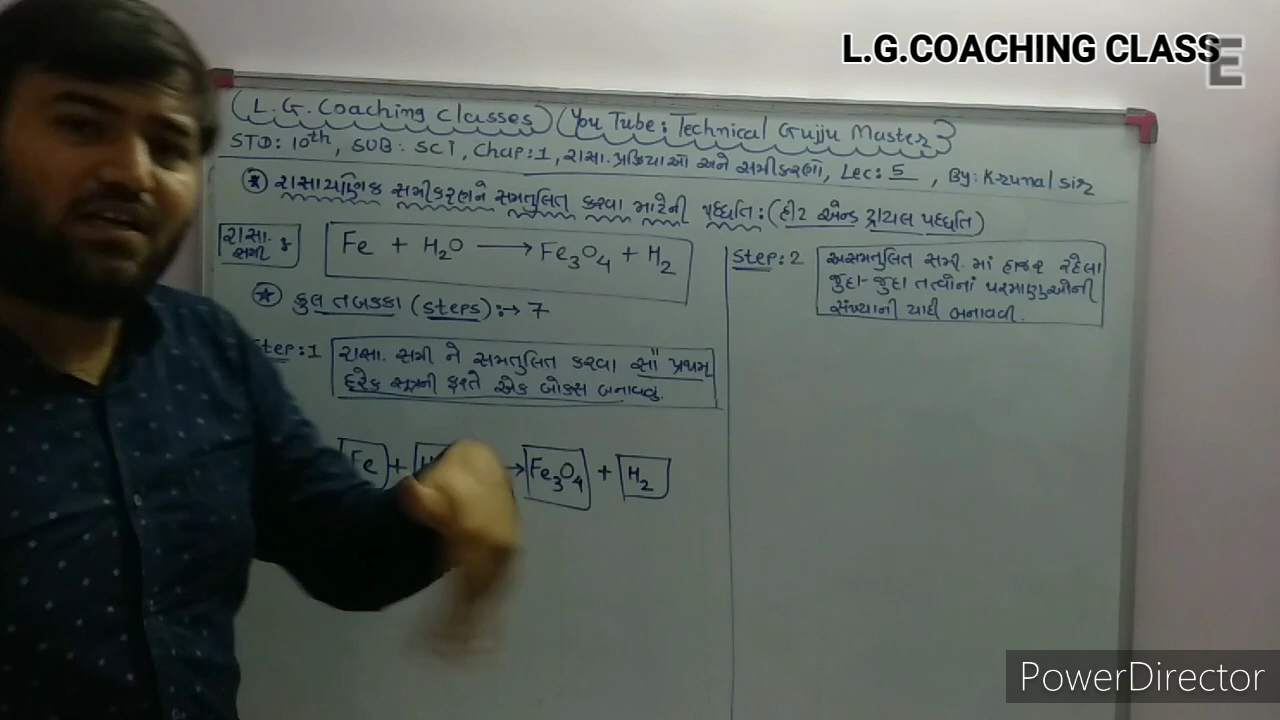 L.G.COACHING CLASS
E
(L.G. Coaching Classes) (You Tube: Technical Gujju Master)
STD: 10th, SUB: SCI, Chap:1, રાસા. પ્રક્રિયાઓ અને સમીકરણો, Lec: 5, By: Krunal Sir
* રાસાયણિક સમીકરણને સમતુલિત કરવા માટેની પધ્ધતિ: (હીટ એન્ડ ટ્રાયલ પધ્ધતિ)
રાસા. સમી :
Fe + H2O ⟶ Fe3O4 + H2
* કુલ તબક્કા (steps) :→ 7
Step:1 રાસા. સમી ને સમતુલિત કરવા સૌ પ્રથમ
દરેક સૂત્રની ફરતે એક બોક્સ બનાવવું.
Fe + H → Fe3O4 + H2
Step:2 અસમતુલિત સમી. માં હાજર રહેલા
જુદા-જુદા તત્વોનાં પરમાણુઓની
સંખ્યાની યાદી બનાવવી.
PowerDirector